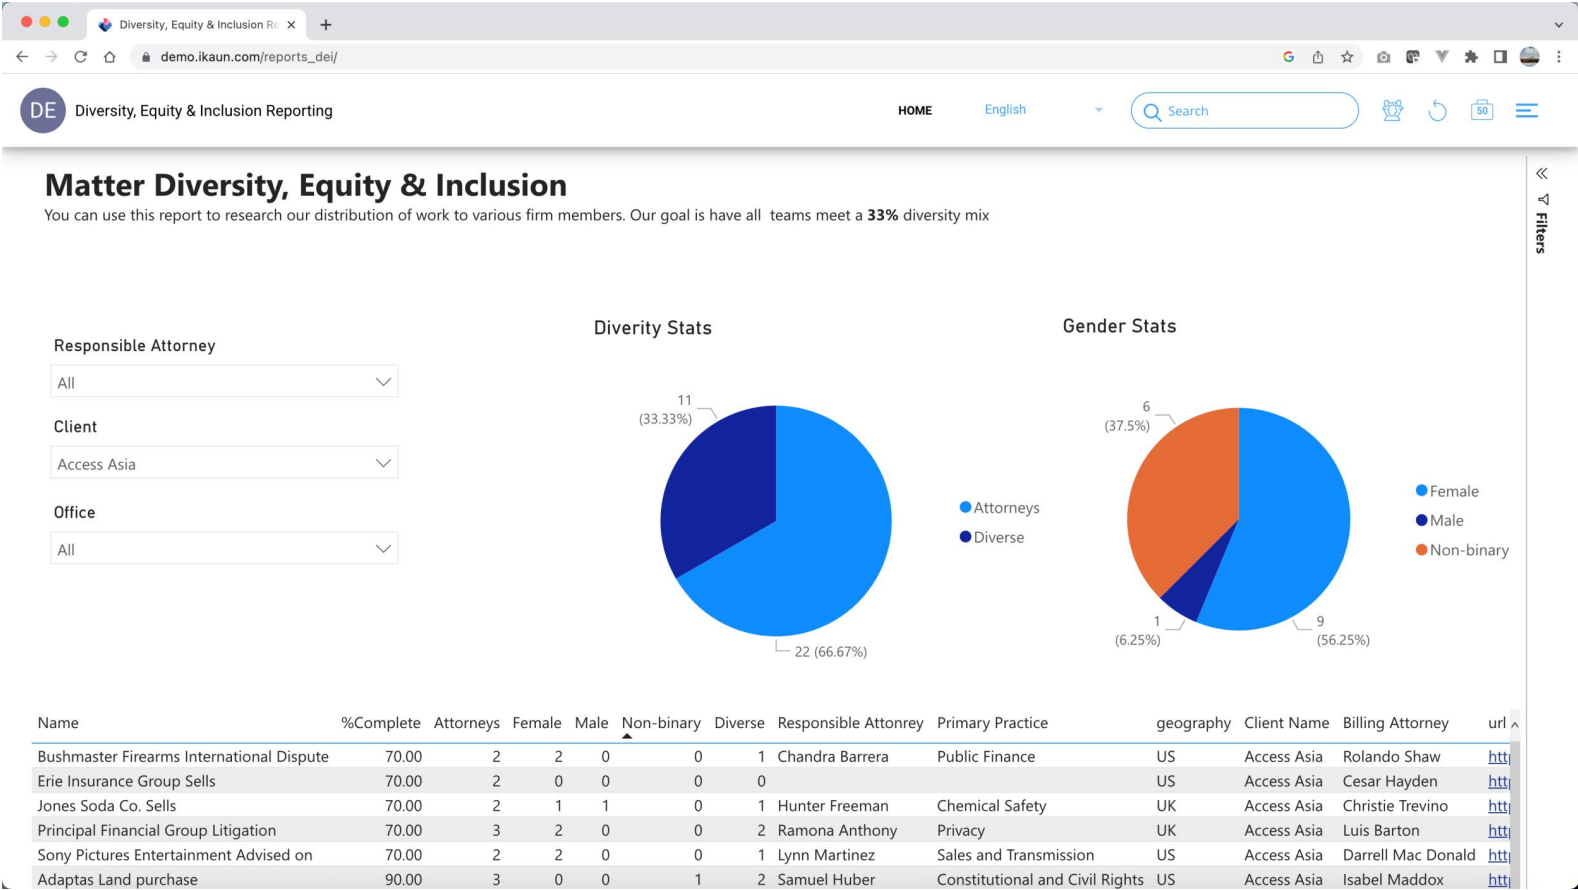 Diversity, Equity & Inclusion Re
demo.ikaun.com/reports_dei/
DE Diversity, Equity & Inclusion Reporting HOME English Search 50
Matter Diversity, Equity & Inclusion
You can use this report to research our distribution of work to various firm members. Our goal is have all teams meet a 33% diversity mix
Filters
Diverity Stats
Gender Stats
Responsible Attorney
All
Client
Access Asia
Office
All
11
(33.33%)
22 (66.67%)
Attorneys
Diverse
6
(37.5%)
1
(6.25%)
9
(56.25%)
Female
Male
Non-binary
Name %Complete Attorneys Female Male Non-binary Diverse Responsible Attonrey Primary Practice geography Client Name Billing Attorney url
Bushmaster Firearms International Dispute 70.00 2 2 0 0 1 Chandra Barrera Public Finance US Access Asia Rolando Shaw http
Erie Insurance Group Sells 70.00 2 0 0 0 0 US Access Asia Cesar Hayden http
Jones Soda Co. Sells 70.00 2 1 1 0 1 Hunter Freeman Chemical Safety UK Access Asia Christie Trevino http
Principal Financial Group Litigation 70.00 3 2 0 0 2 Ramona Anthony Privacy UK Access Asia Luis Barton http
Sony Pictures Entertainment Advised on 70.00 2 2 0 0 1 Lynn Martinez Sales and Transmission US Access Asia Darrell Mac Donald http
Adaptas Land purchase 90.00 3 0 0 1 2 Samuel Huber Constitutional and Civil Rights US Access Asia Isabel Maddox http